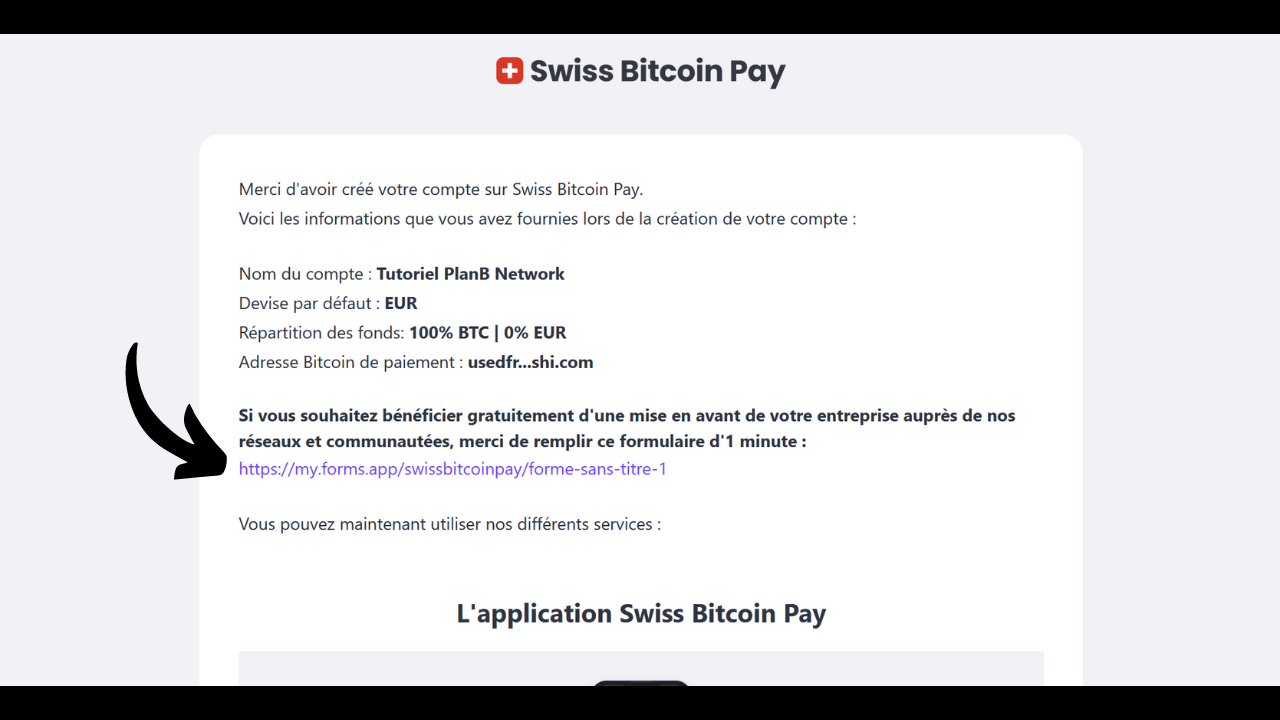 Swiss Bitcoin Pay
Merci d'avoir créé votre compte sur Swiss Bitcoin Pay.
Voici les informations que vous avez fournies lors de la création de votre compte :
Nom du compte : Tutoriel PlanB Network
Devise par défaut : EUR
Répartition des fonds: 100% BTC | 0% EUR
Adresse Bitcoin de paiement : usedfr...shi.com
Si vous souhaitez bénéficier gratuitement d'une mise en avant de votre entreprise auprès de nos
réseaux et communautées, merci de remplir ce formulaire d'1 minute :
https://my.forms.app/swissbitcoinpay/forme-sans-titre-1
Vous pouvez maintenant utiliser nos différents services :
L'application Swiss Bitcoin Pay